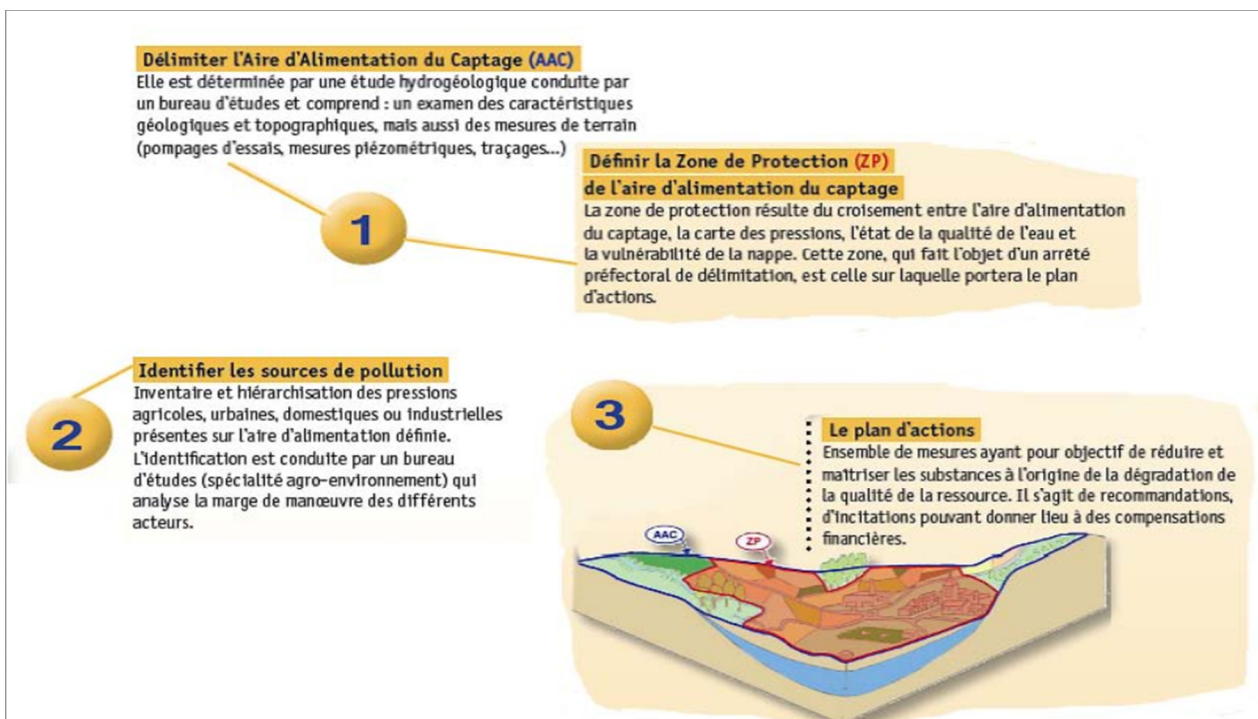 Délimiter l'Aire d'Alimentation du Captage (AAC)
Elle est déterminée par une étude hydrogéologique conduite par
un bureau d'études et comprend : un examen des caractéristiques
géologiques et topographiques, mais aussi des mesures de terrain
(pompages d'essais, mesures piézométriques, traçages...)
1
Définir la Zone de Protection (ZP)
de l'aire d'alimentation du captage
La zone de protection résulte du croisement entre l'aire d'alimentation
du captage, la carte des pressions, l'état de la qualité de l'eau et
la vulnérabilité de la nappe. Cette zone, qui fait l'objet d'un arrêté
préfectoral de délimitation, est celle sur laquelle portera le plan
d'actions.
2
Identifier les sources de pollution
Inventaire et hiérarchisation des pressions
agricoles, urbaines, domestiques ou industrielles
présentes sur l'aire d'alimentation définie.
L'identification est conduite par un bureau
d'études (spécialité agro-environnement) qui
analyse la marge de manœuvre des différents
acteurs.
3
Le plan d'actions
Ensemble de mesures ayant pour objectif de réduire et
maîtriser les substances à l'origine de la dégradation de
la qualité de la ressource. Il s'agit de recommandations,
d'incitations pouvant donner lieu à des compensations
financières.
AAC
ZP